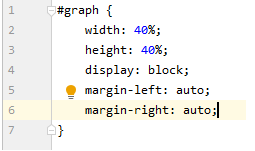 1 #graph {
2 width: 40%;
3 height: 40%;
4 display: block;
5 margin-left: auto;
6 margin-right: auto;
7 }